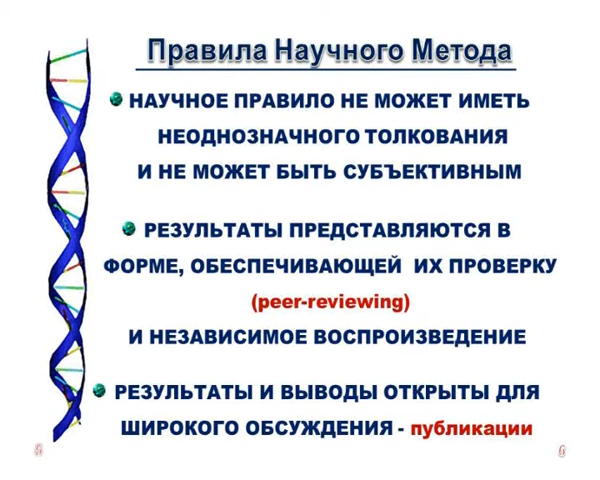 Правила Научного Метода
НАУЧНОЕ ПРАВИЛО НЕ МОЖЕТ ИМЕТЬ
НЕОДНОЗНАЧНОГО ТОЛКОВАНИЯ
И НЕ МОЖЕТ БЫТЬ СУБЪЕКТИВНЫМ
РЕЗУЛЬТАТЫ ПРЕДСТАВЛЯЮТСЯ В
ФОРМЕ, ОБЕСПЕЧИВАЮЩЕЙ ИХ ПРОВЕРКУ
(peer-reviewing)
И НЕЗАВИСИМОЕ ВОСПРОИЗВЕДЕНИЕ
РЕЗУЛЬТАТЫ И ВЫВОДЫ ОТКРЫТЫ ДЛЯ
ШИРОКОГО ОБСУЖДЕНИЯ - публикации